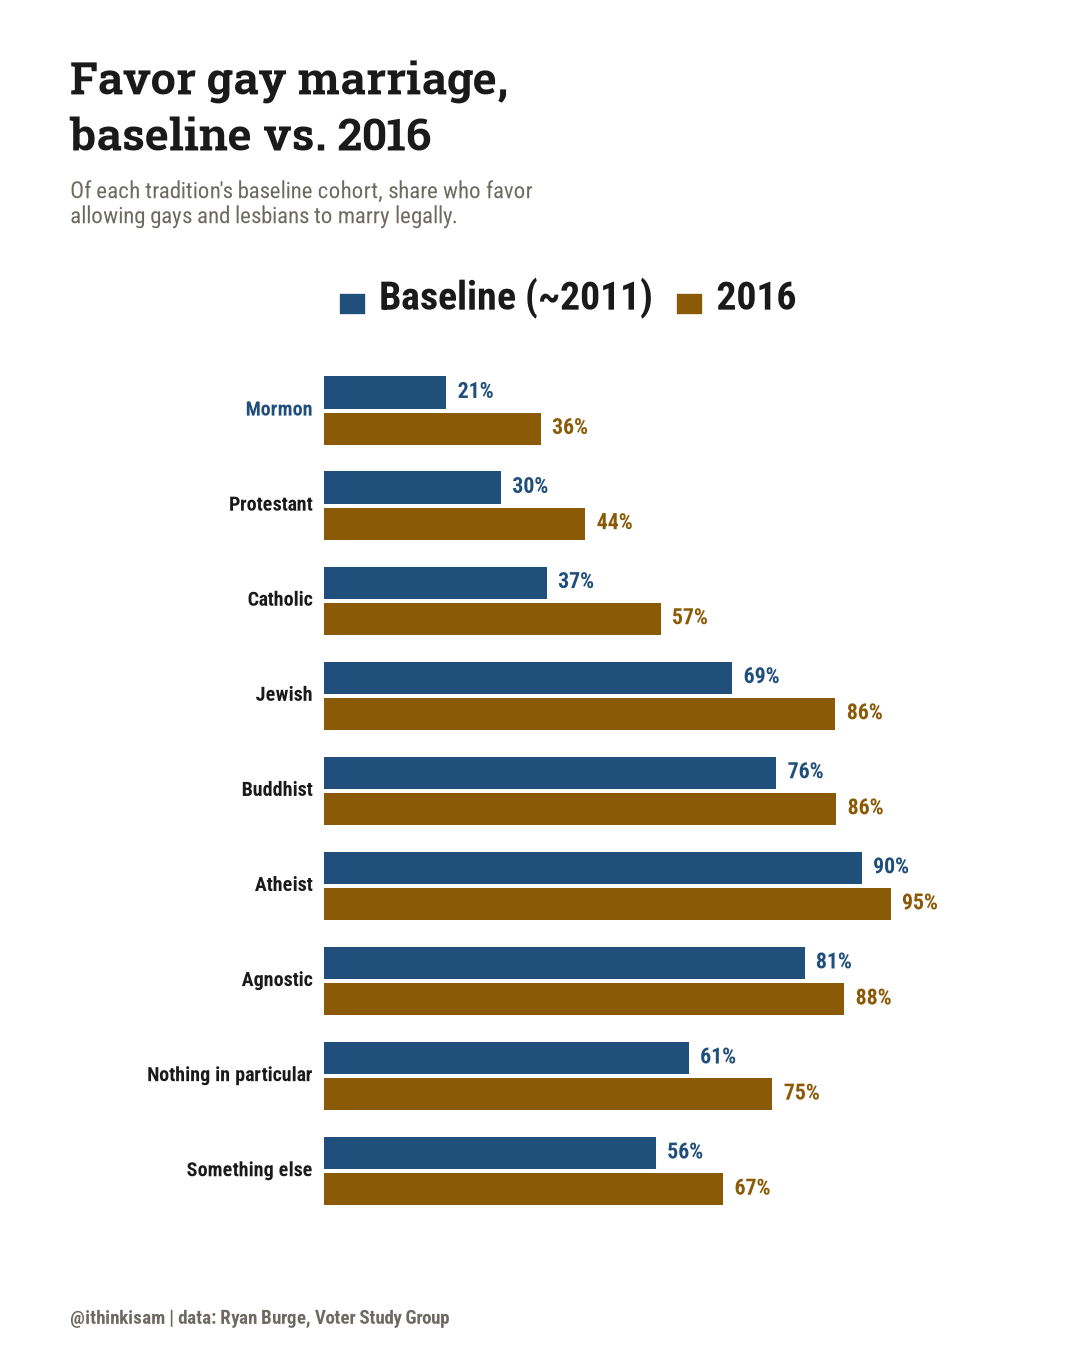 Favor gay marriage,
baseline vs. 2016
Of each tradition's baseline cohort, share who favor
allowing gays and lesbians to marry legally.
Baseline (~2011) 2016
Mormon 21%
36%
Protestant 30%
44%
Catholic 37%
57%
Jewish 69%
86%
Buddhist 76%
86%
Atheist 90%
95%
Agnostic 81%
88%
Nothing in particular 61%
75%
Something else 56%
67%
@ithinkisam | data: Ryan Burge, Voter Study Group